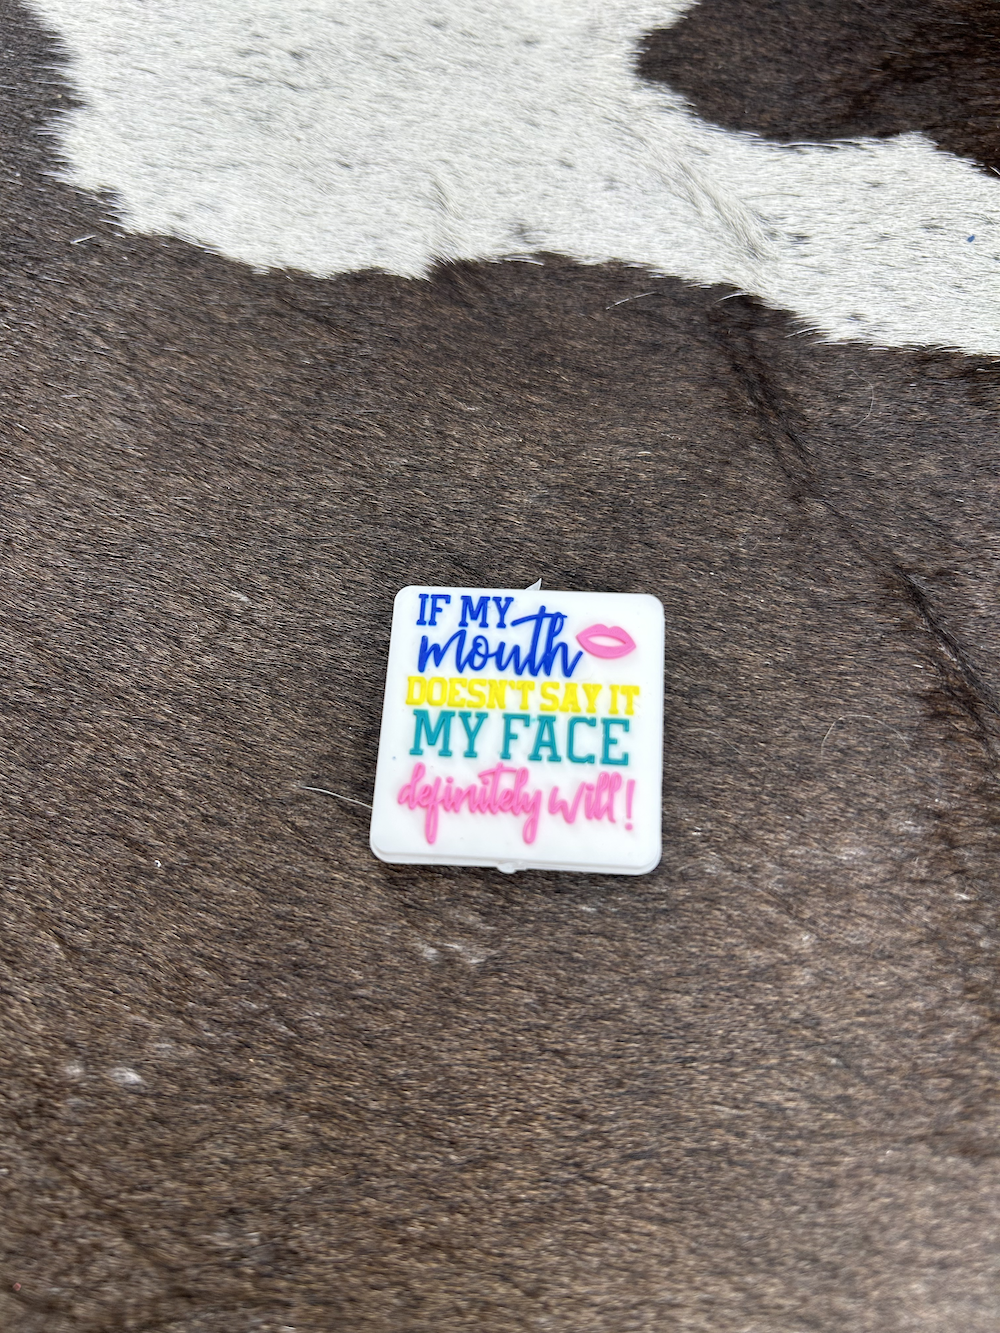 IF MY
mouth
DOESN'T SAY IT
MY FACE
definitely will!